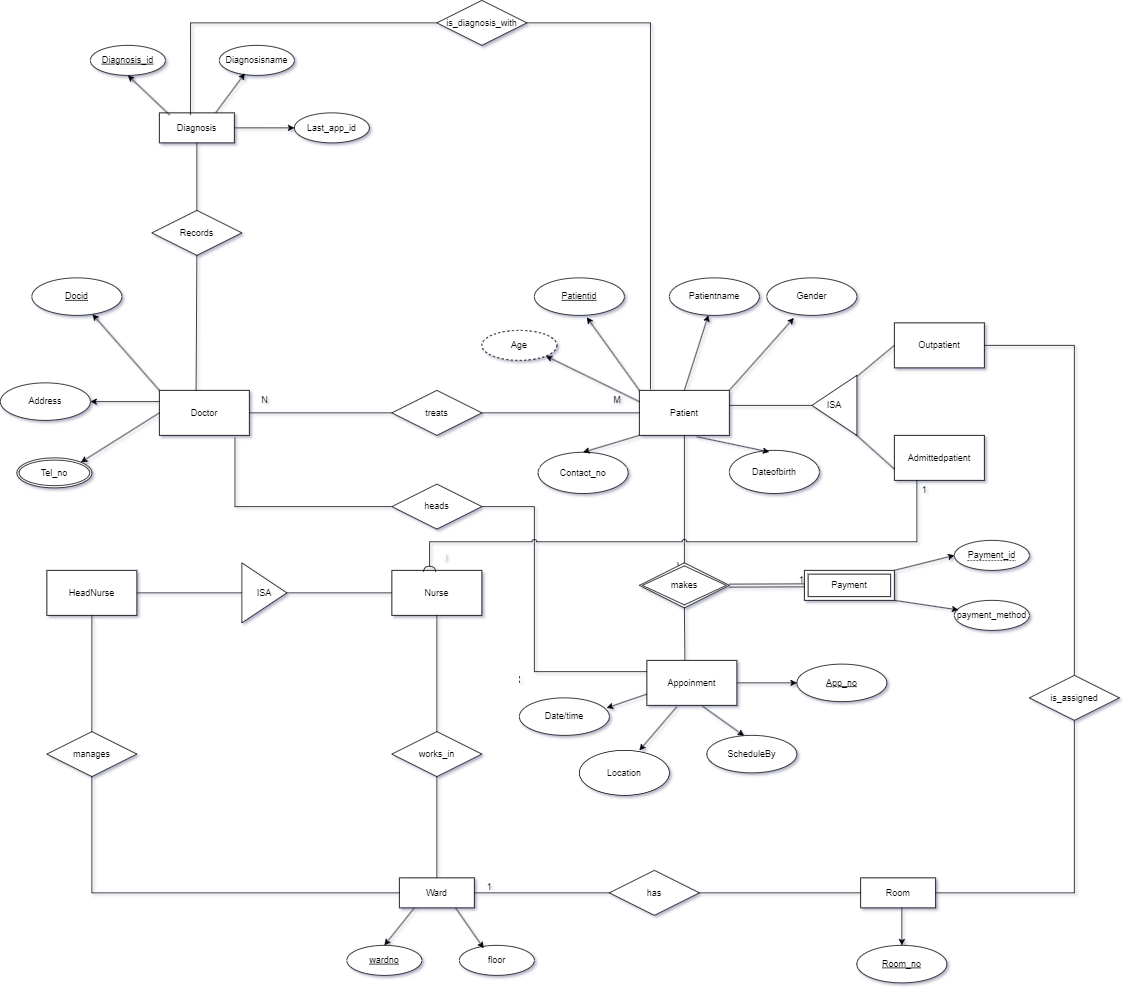 is_diagnosis_with
Diagnosis_id
Diagnosisname
Diagnosis
Last_app_id
Records
Docid
Patientid
Patientname
Gender
Age
Outpatient
Address
N
M
Doctor
treats
Patient
ISA
Tel_no
Contact_no
Dateofbirth
Admittedpatient
1
heads
Payment_id
HeadNurse
ISA
Nurse
makes
1
Payment
payment_method
Appoinment
App_no
is_assigned
Date/time
manages
works_in
ScheduleBy
Location
Ward
1
has
Room
wardno
floor
Room_no